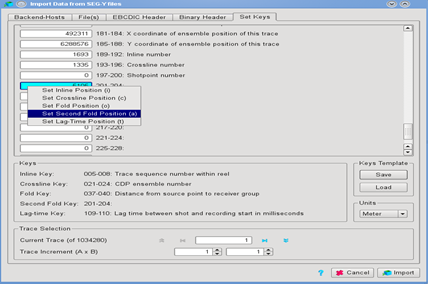 Import Data from SEG-Y files
Backend-Hosts File(s) EBCDIC Header Binary Header Set Keys
492311 181-184: X coordinate of ensemble position of this trace
6288576 185-188: Y coordinate of ensemble position of this trace
1693 189-192: Inline number
1335 193-196: Crossline number
0 197-200: Shotpoint number
201-204:
Set Inline Position (i)
Set Crossline Position (c)
Set Fold Position (o)
Set Second Fold Position (a)
Set Lag-Time Position (t)
217-220:
0 221-224:
0 225-228:
Keys
Inline Key: 005-008: Trace sequence number within reel
Crossline Key: 021-024: CDP ensemble number
Fold Key: 037-040: Distance from source point to receiver group
Second Fold Key: 201-204:
Lag-time Key: 109-110: Lag time between shot and recording start in milliseconds
Keys Template
Save
Load
Units
Meter
Trace Selection
Current Trace (of 1034280) 1
Trace Increment (A x B) 1 1
? Cancel Import